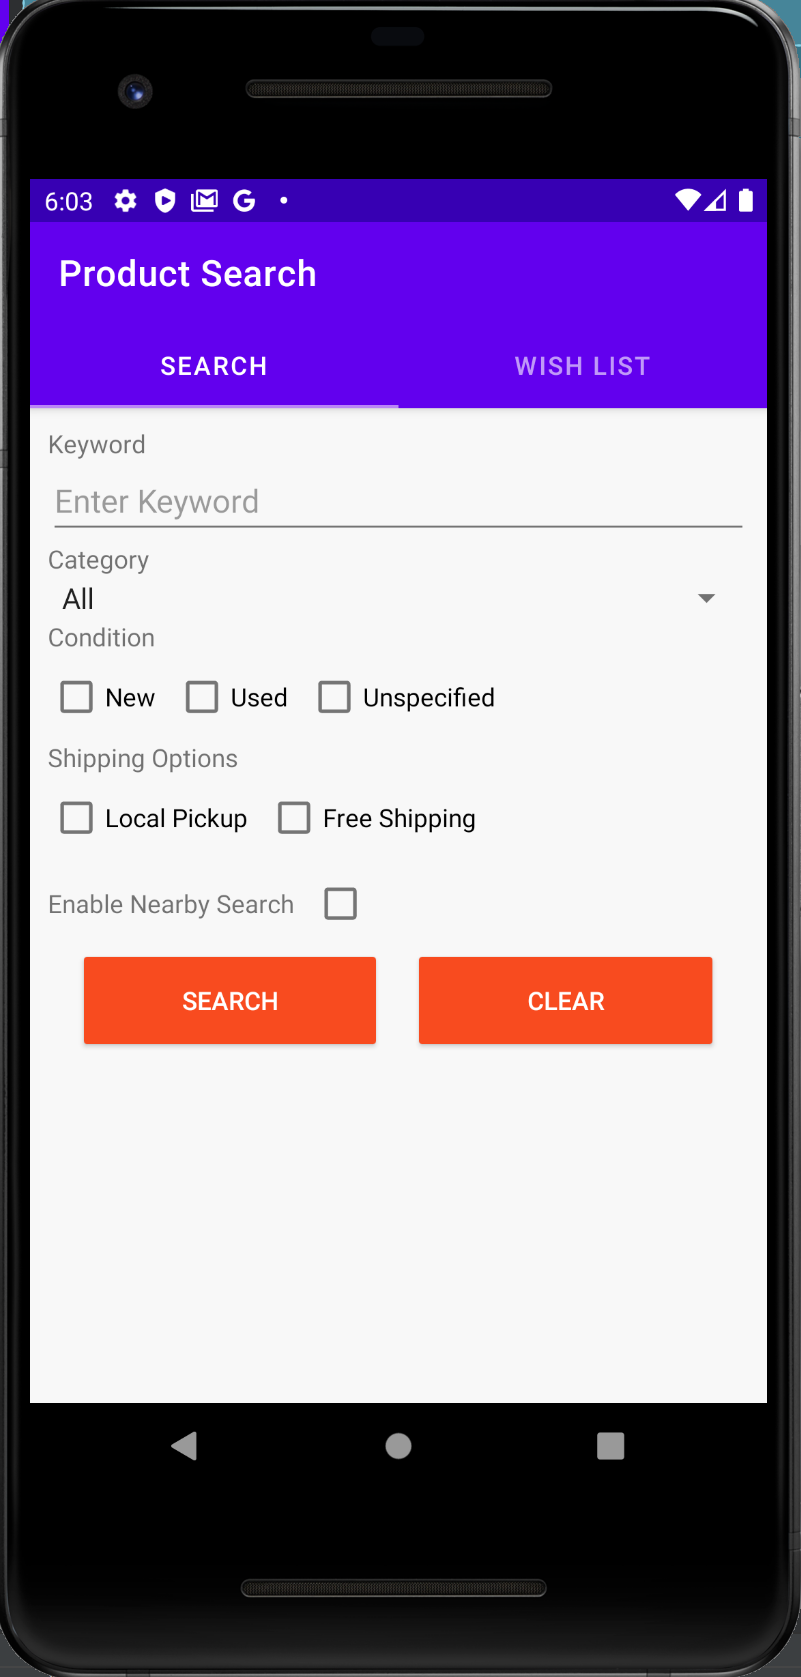 6:03
Product Search
SEARCH WISH LIST
Keyword
Enter Keyword
Category
All
Condition
New Used Unspecified
Shipping Options
Local Pickup Free Shipping
Enable Nearby Search
SEARCH CLEAR